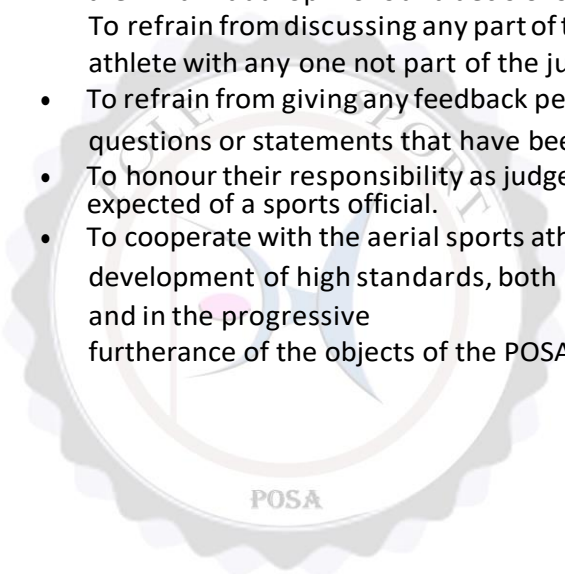 To refrain from discussing any part of t
athlete with any one not part of the ju
• To refrain from giving any feedback pe
questions or statements that have bee
• To honour their responsibility as judge
expected of a sports official.
• To cooperate with the aerial sports ath
development of high standards, both
and in the progressive
furtherance of the objects of the POSA
POLE SPORT
POSA